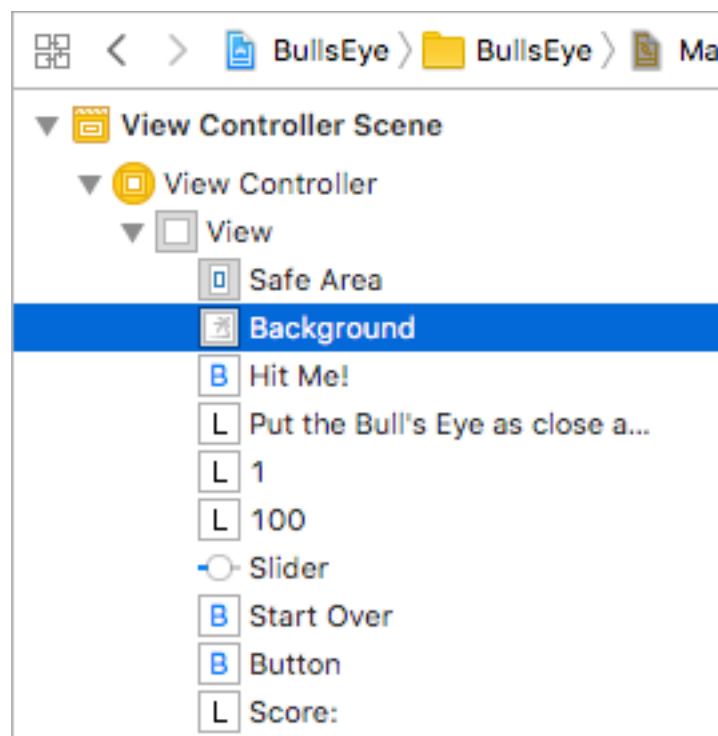 BullsEye BullsEye Ma
View Controller Scene
View Controller
View
Safe Area
Background
B Hit Me!
L Put the Bull's Eye as close a...
L 1
L 100
Slider
B Start Over
B Button
L Score: